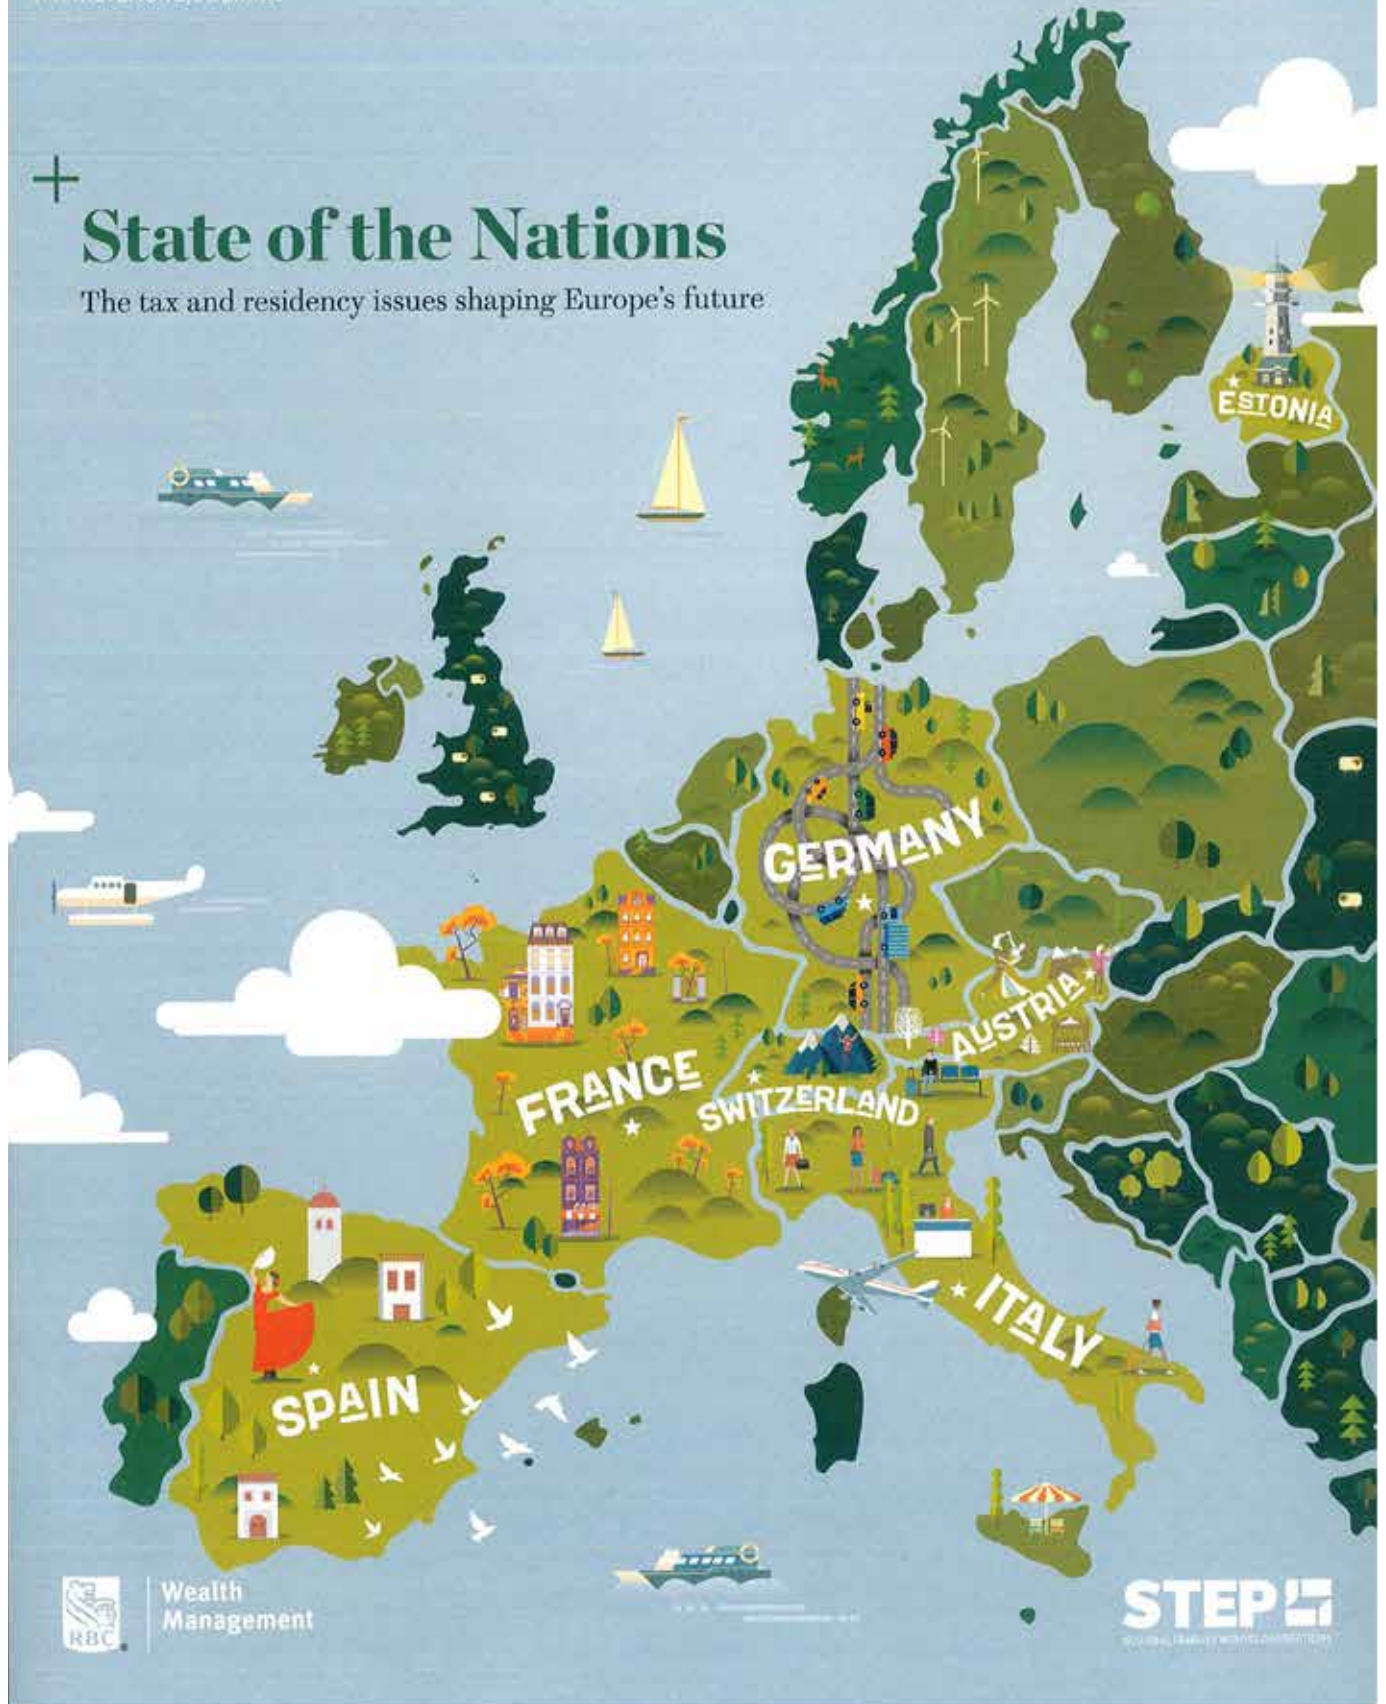 State of the Nations
The tax and residency issues shaping Europe's future
ESTONIA
GERMANY
AUSTRIA
FRANCE
SWITZERLAND
ITALY
SPAIN
RBC
Wealth
Management
STEP